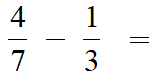 4/7 − 1/3 =